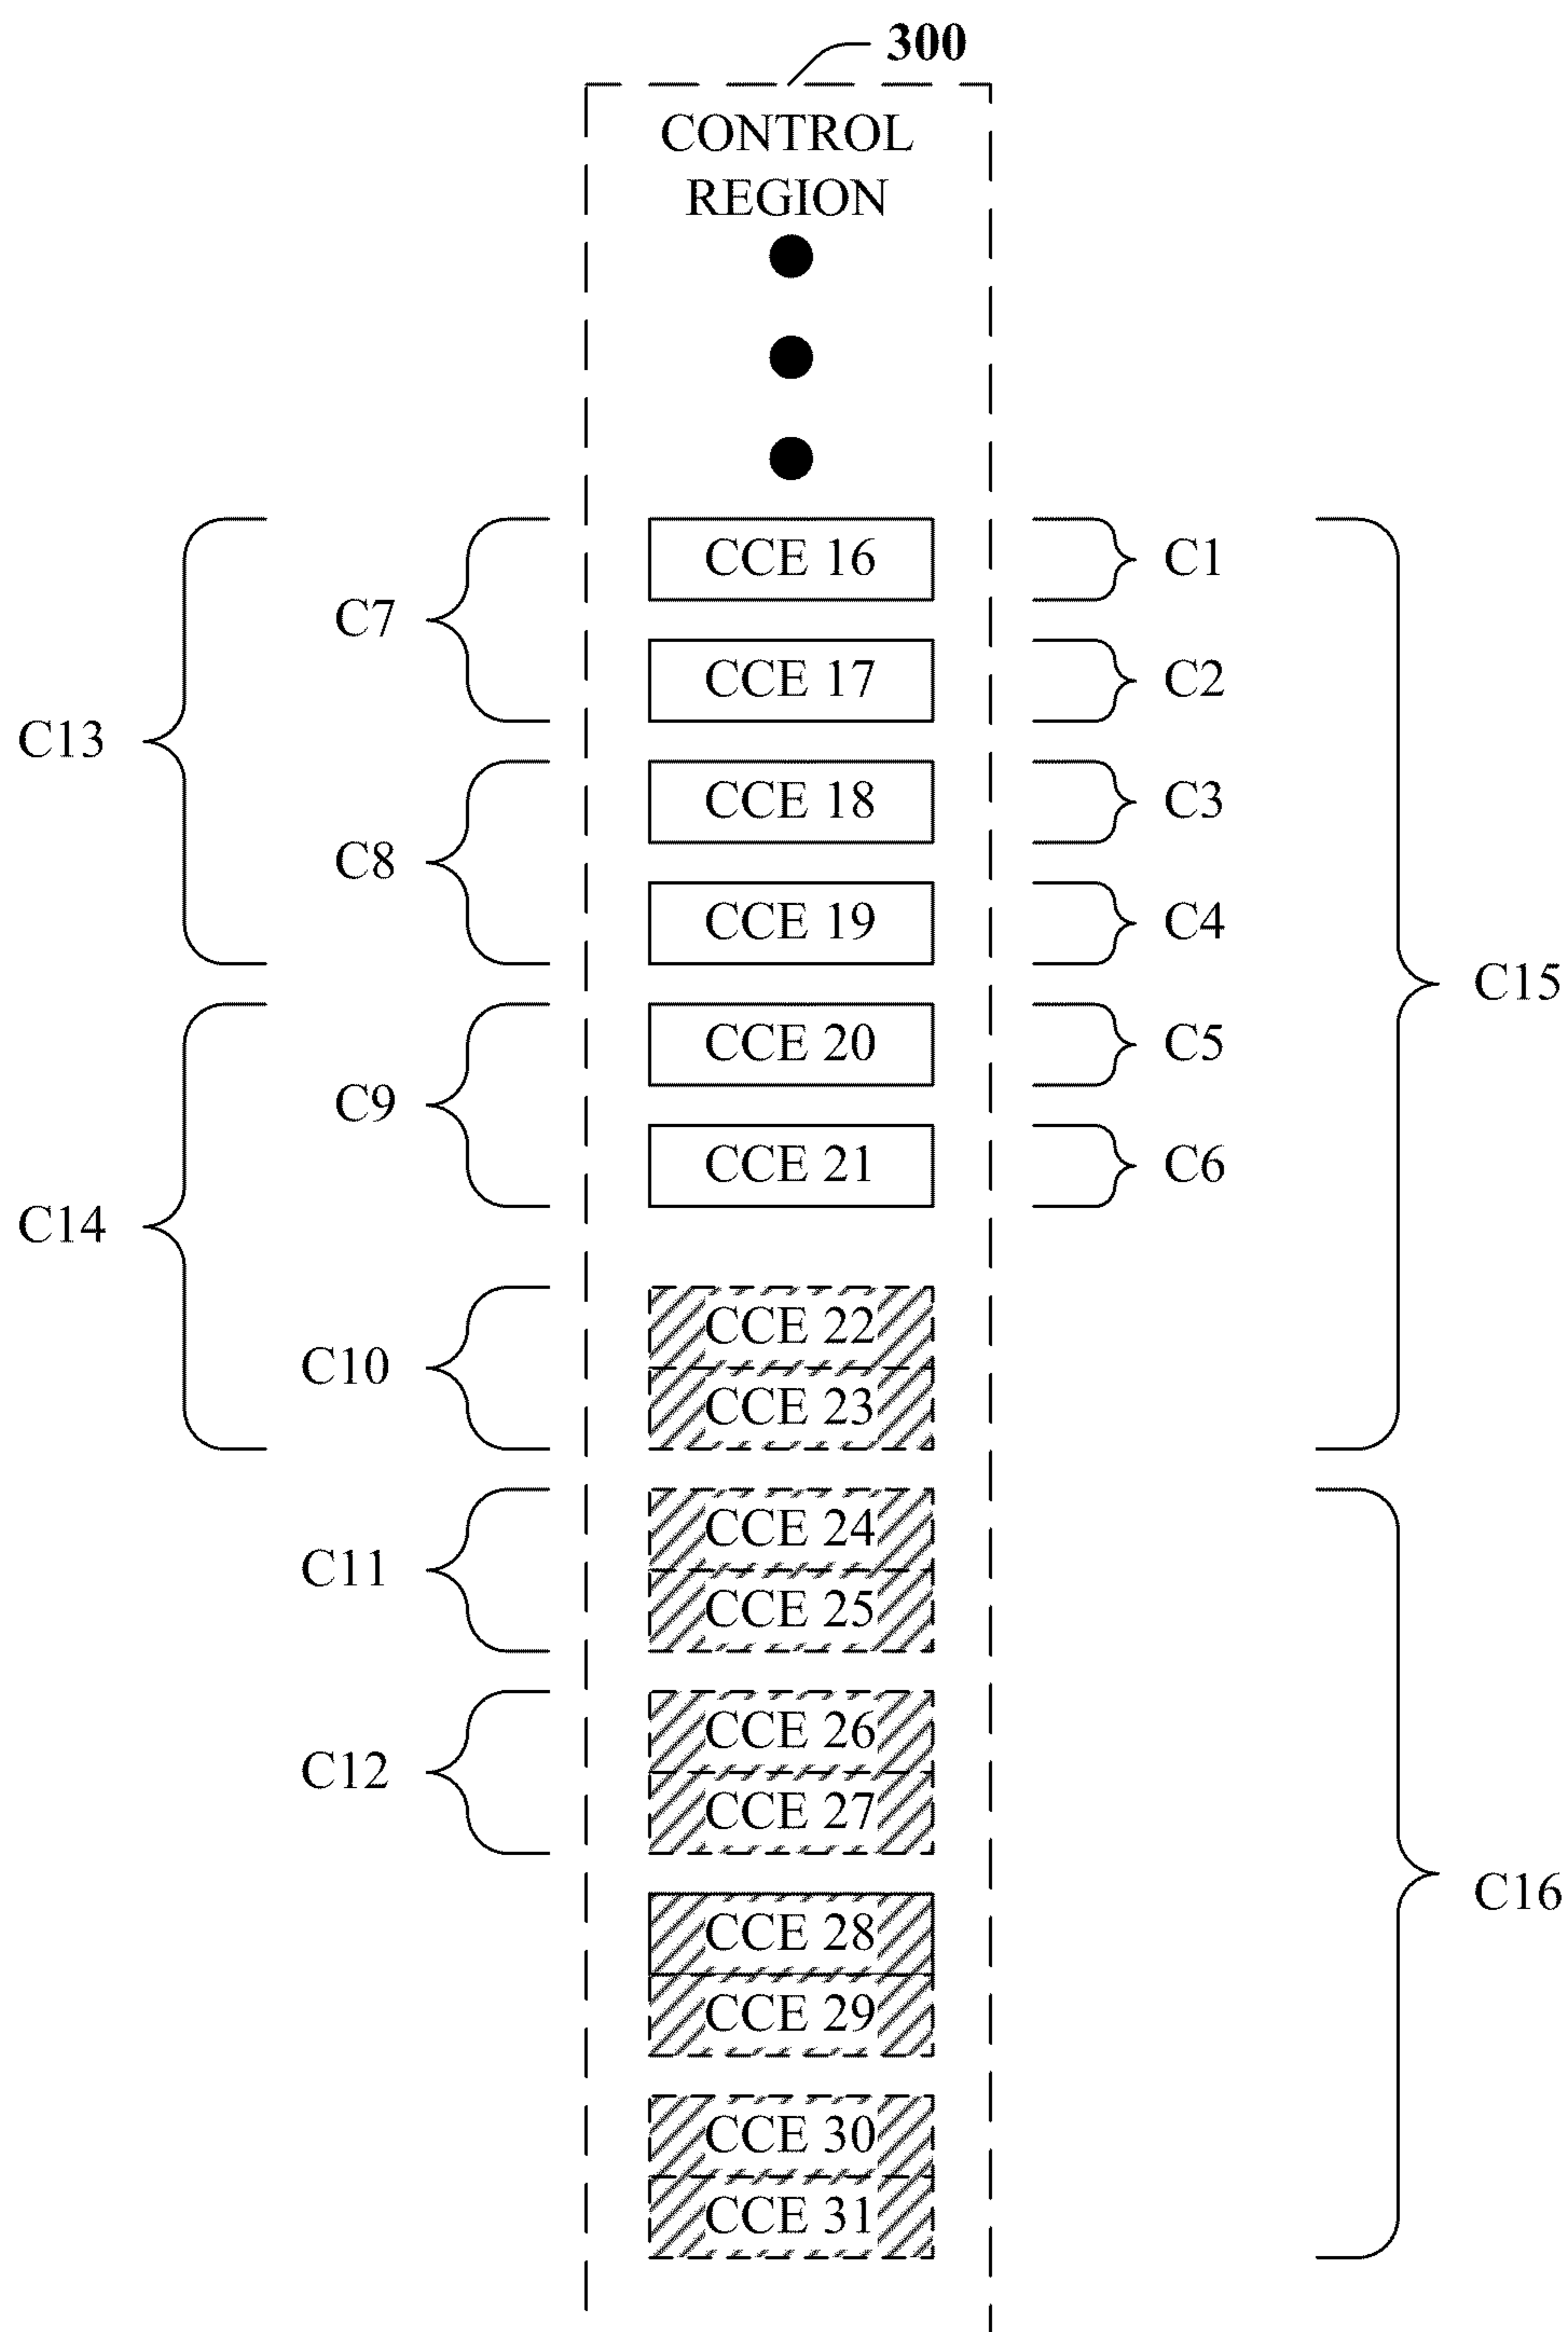 300
CONTROL
REGION
CCE 16
C1
C7
CCE 17
C2
C13
CCE 18
C3
C8
CCE 19
C4
C15
CCE 20
C5
C9
CCE 21
C6
C14
CCE 22
C10
CCE 23
CCE 24
C11
CCE 25
CCE 26
C12
CCE 27
C16
CCE 28
CCE 29
CCE 30
CCE 31